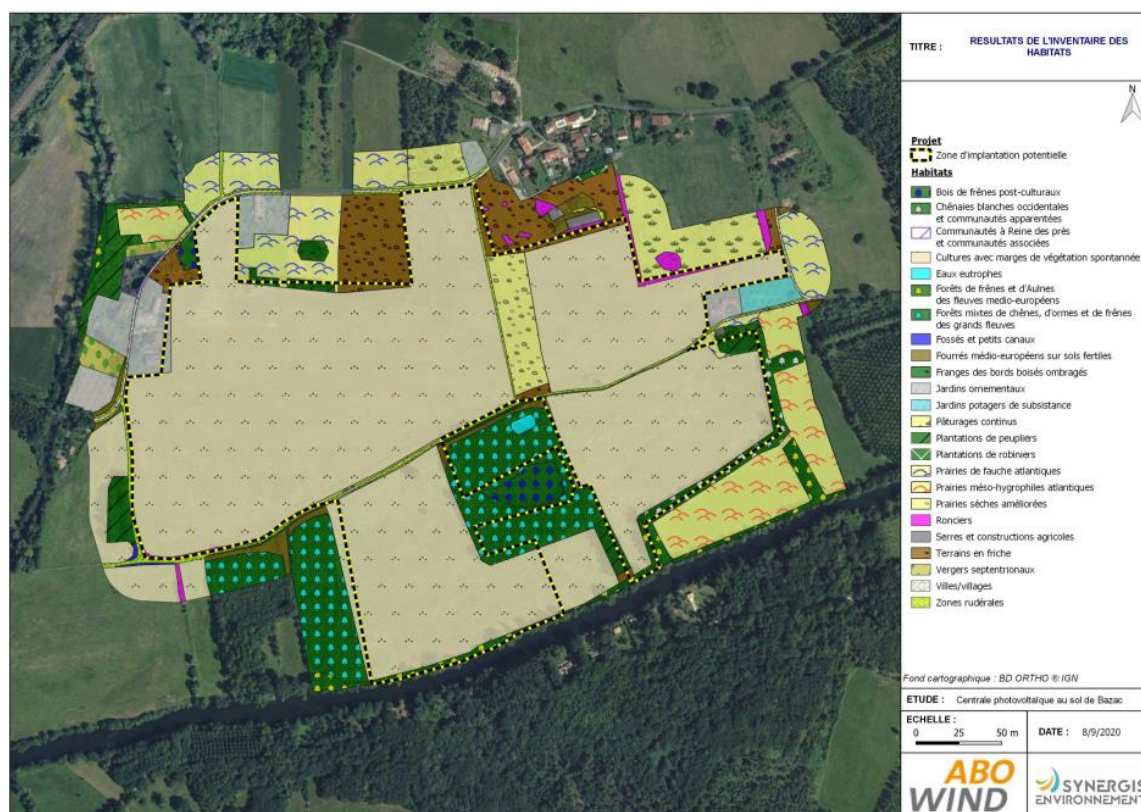 TITRE : RESULTATS DE L'INVENTAIRE DES
HABITATS
N
Projet
Zone d'implantation potentielle
Habitats
Bois de frênes post-culturaux
Chênaies blanches occidentales
et communautés apparentées
Communautés à Reine des prés
et communautés associées
Cultures avec marges de végétation spontannée
Eaux eutrophes
Forêts de frênes et d'Aulnes
des fleuves medio-européens
Forêts mixtes de chênes, d'ormes et de frênes
des grands fleuves
Fossés et petits canaux
Fourrés médio-européens sur sols fertiles
Franges des bords boisés ombragés
Jardins ornementaux
Jardins potagers de subsistance
Pâturages continus
Plantations de peupliers
Plantations de robiniers
Prairies de fauche atlantiques
Prairies méso-hygrophiles atlantiques
Prairies sèches améliorées
Ronciers
Serres et constructions agricoles
Terrains en friche
Vergers septentrionaux
Villes/villages
Zones rudérales
Fond cartographique : BD ORTHO ® IGN
ETUDE : Centrale photovoltaïque au sol de Bazac
ECHELLE :
0 25 50 m
DATE : 8/9/2020
ABO
WIND
SYNERGIS
ENVIRONNEMENT